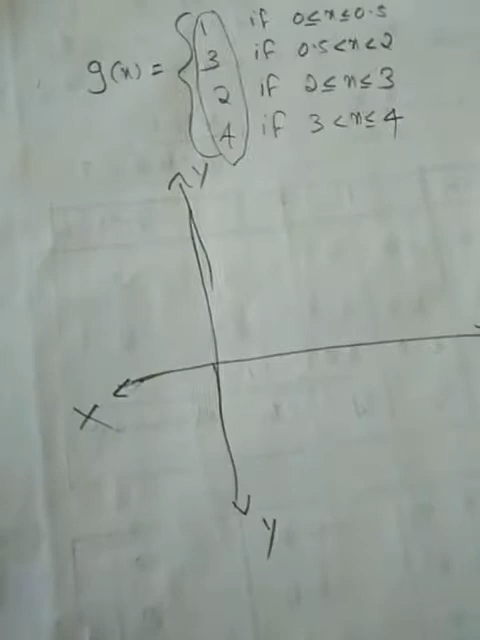 g(x) = { 1 if 0≤x≤0.5
3 if 0.5<x<2
2 if 2≤x≤3
4 if 3<x≤4
Y
X
Y